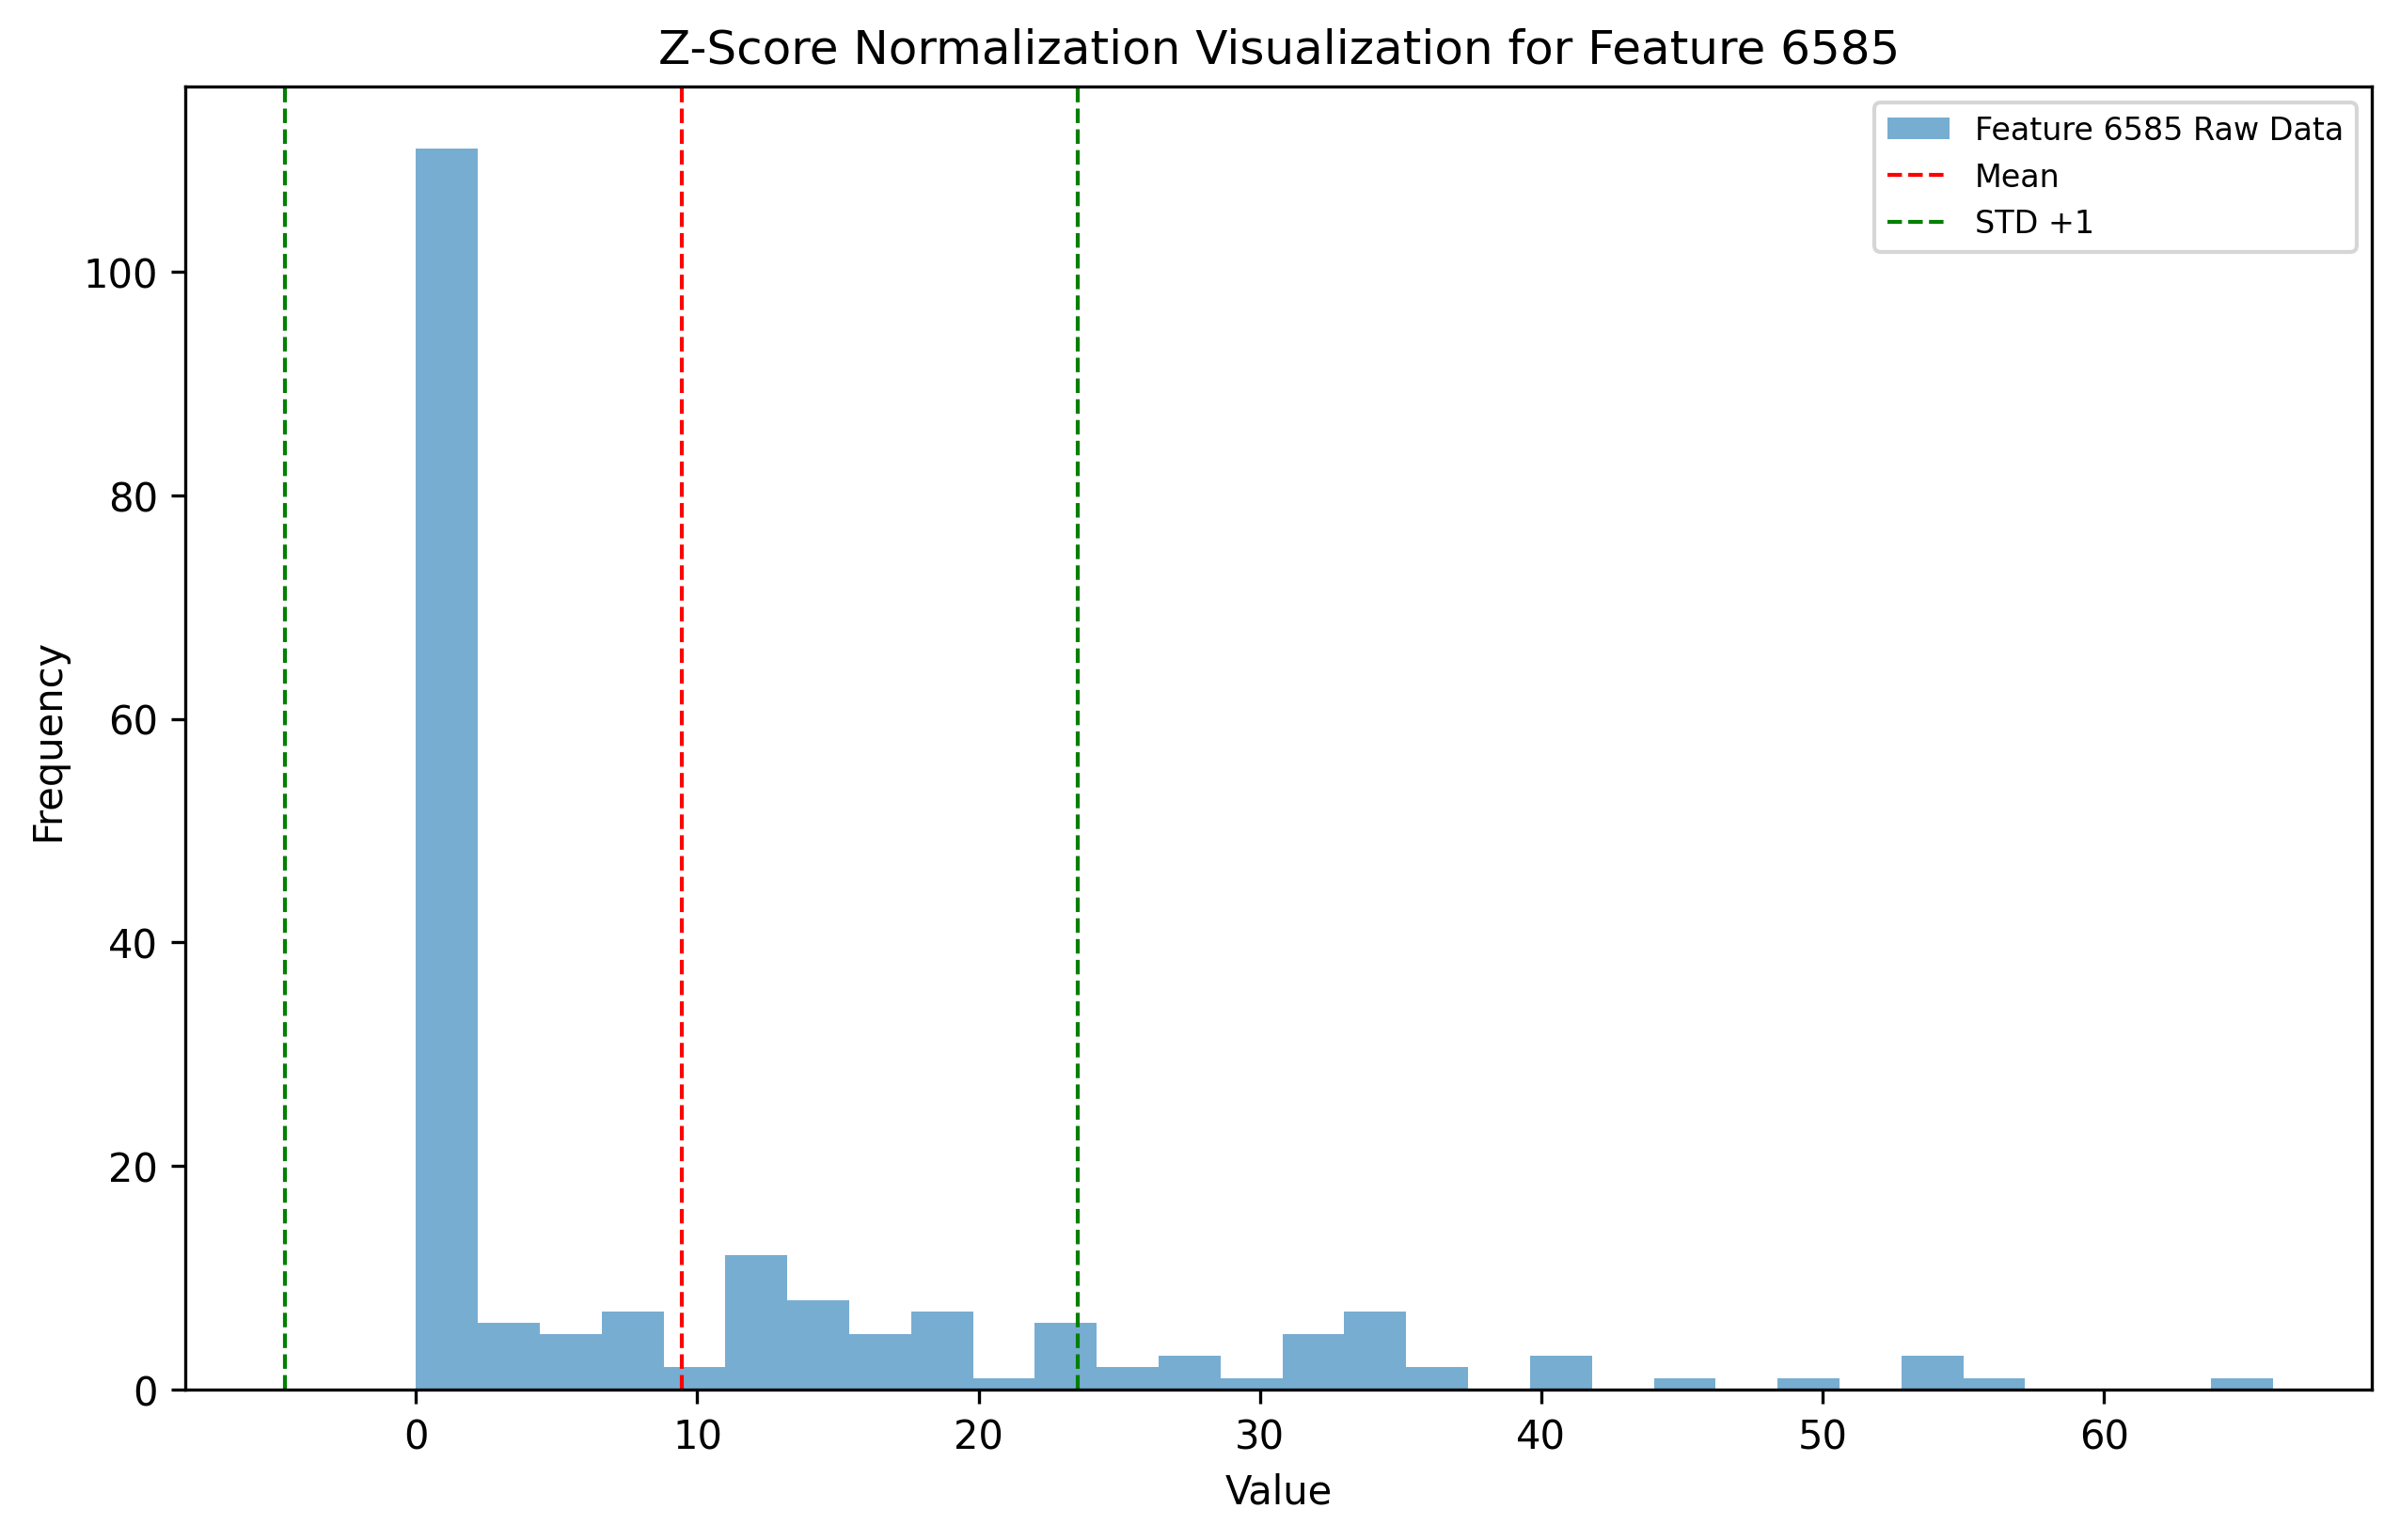 Z-Score Normalization Visualization for Feature 6585
Feature 6585 Raw Data
Mean
STD +1
100
80
60
40
20
0
Frequency
0 10 20 30 40 50 60
Value